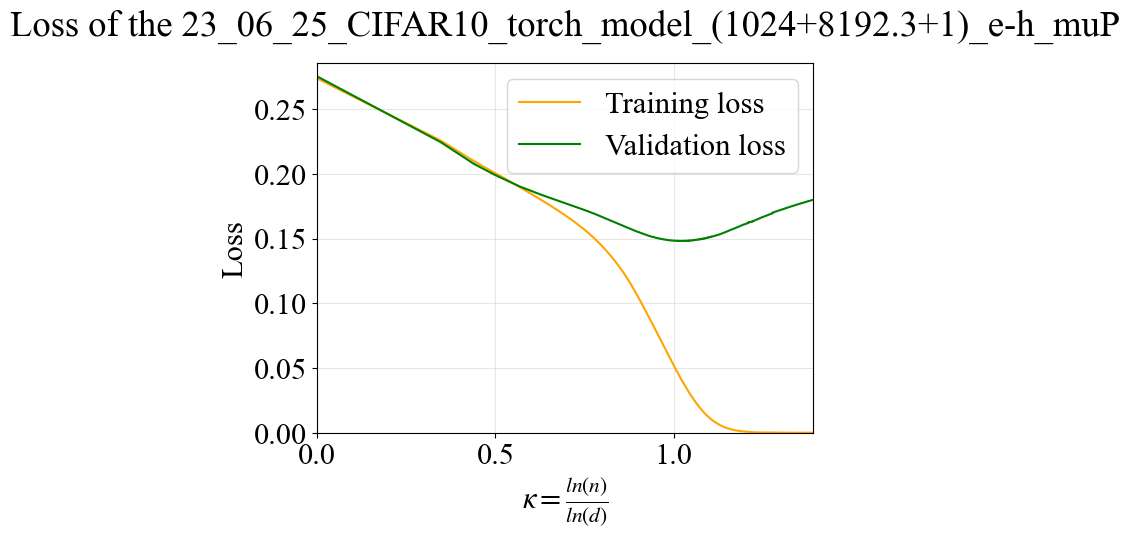 Loss of the 23_06_25_CIFAR10_torch_model_(1024+8192.3+1)_e-h_muP
Training loss
Validation loss
Loss
0.25
0.20
0.15
0.10
0.05
0.00
0.0 0.5 1.0
κ = ln(n)/ln(d)